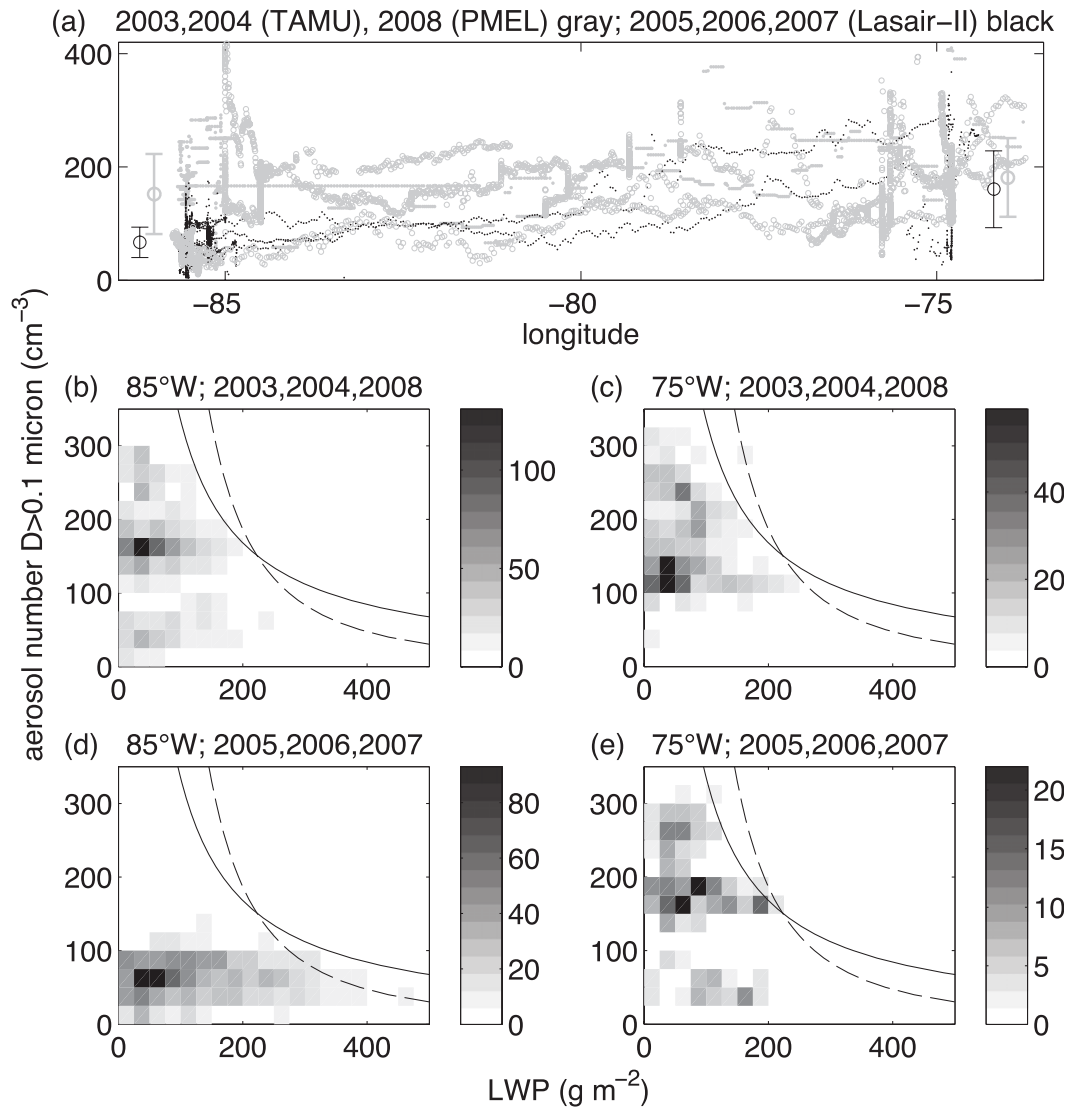 (a) 2003,2004 (TAMU), 2008 (PMEL) gray; 2005,2006,2007 (Lasair−II) black
400
200
0
−85 −80 −75
longitude
aerosol number D>0.1 micron (cm−3)
(b) 85°W; 2003,2004,2008
300
200
100
0
0 200 400
100
50
0
(c) 75°W; 2003,2004,2008
300
200
100
0
0 200 400
40
20
0
(d) 85°W; 2005,2006,2007
300
200
100
0
0 200 400
80
60
40
20
0
(e) 75°W; 2005,2006,2007
300
200
100
0
0 200 400
20
15
10
5
0
LWP (g m−2)